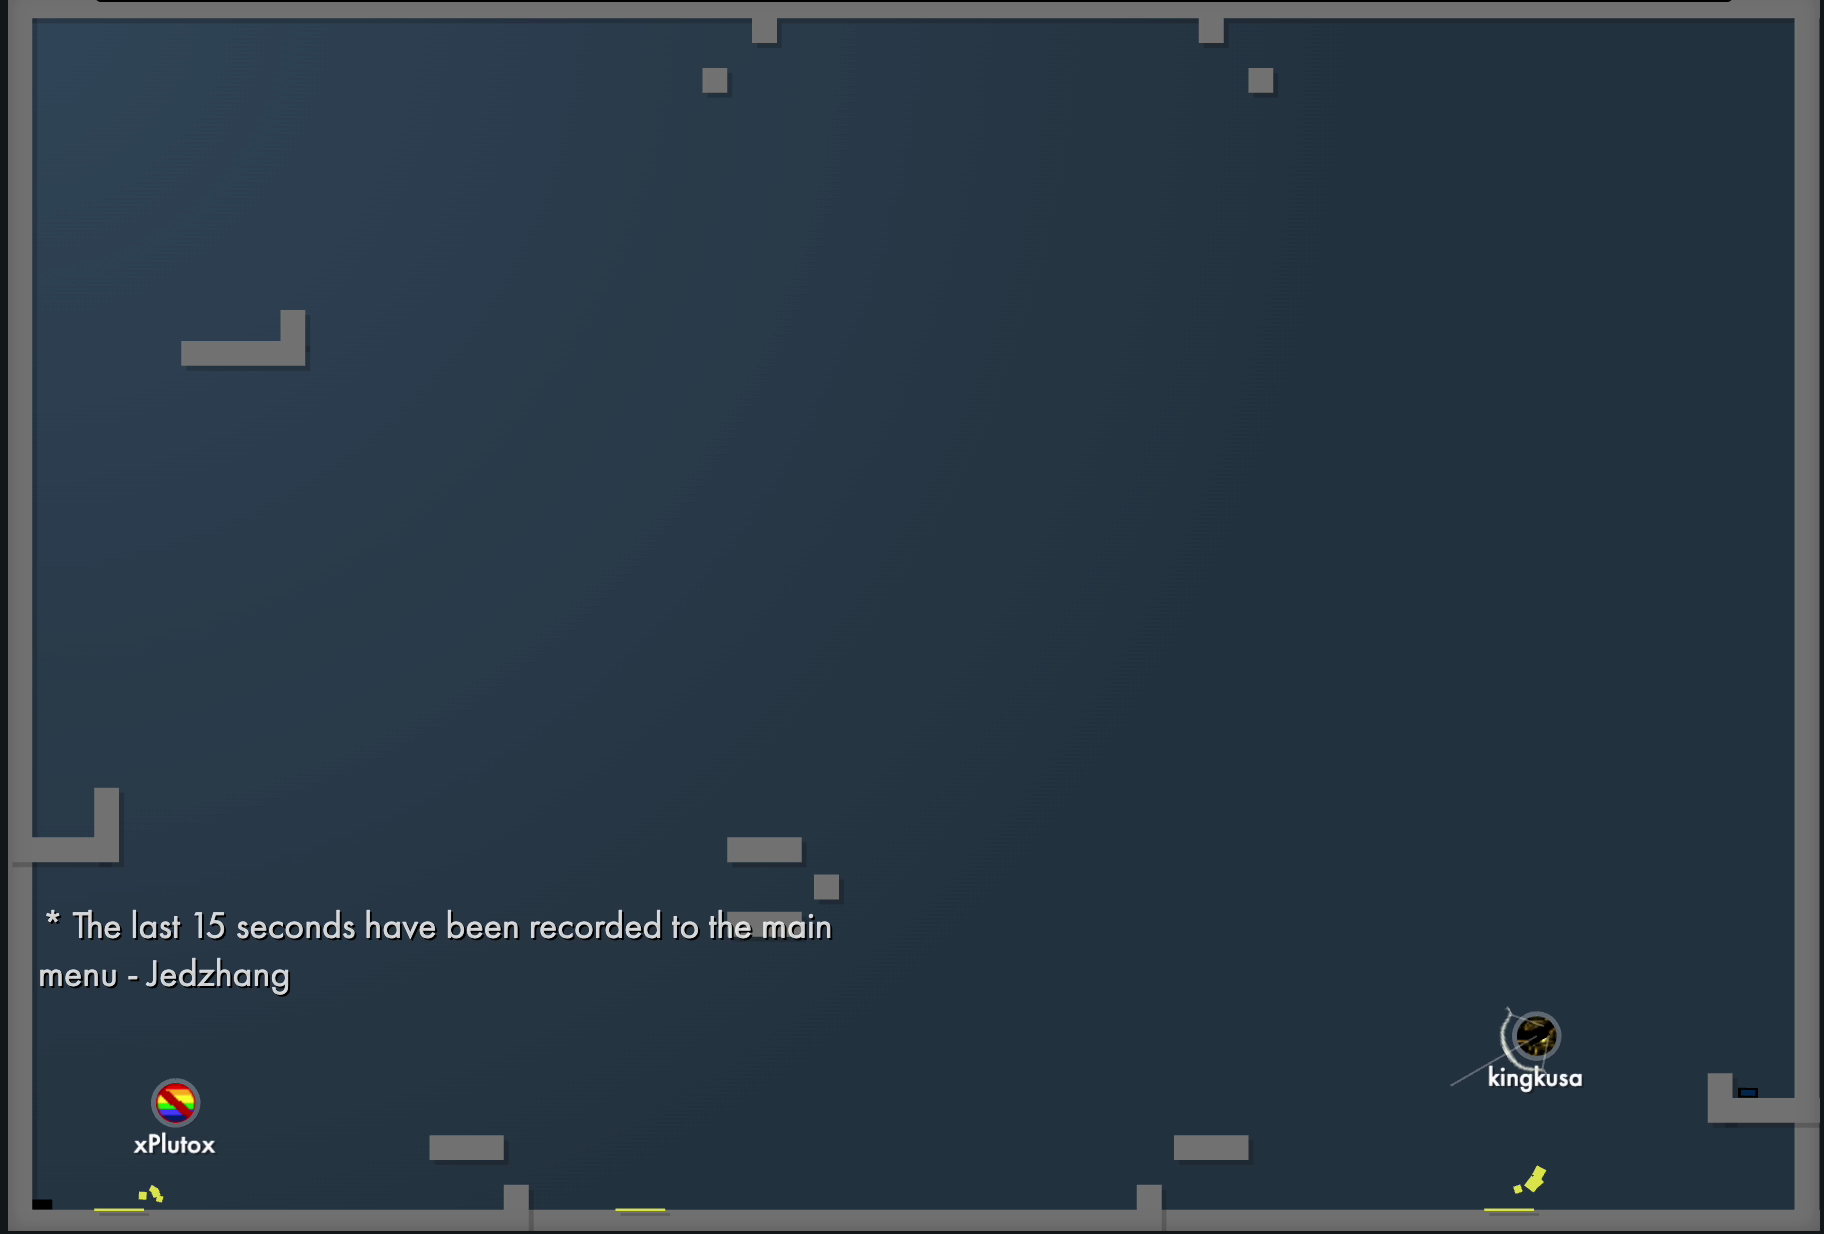 * The last 15 seconds have been recorded to the main
menu - Jedzhang
kingkusa
xPlutox